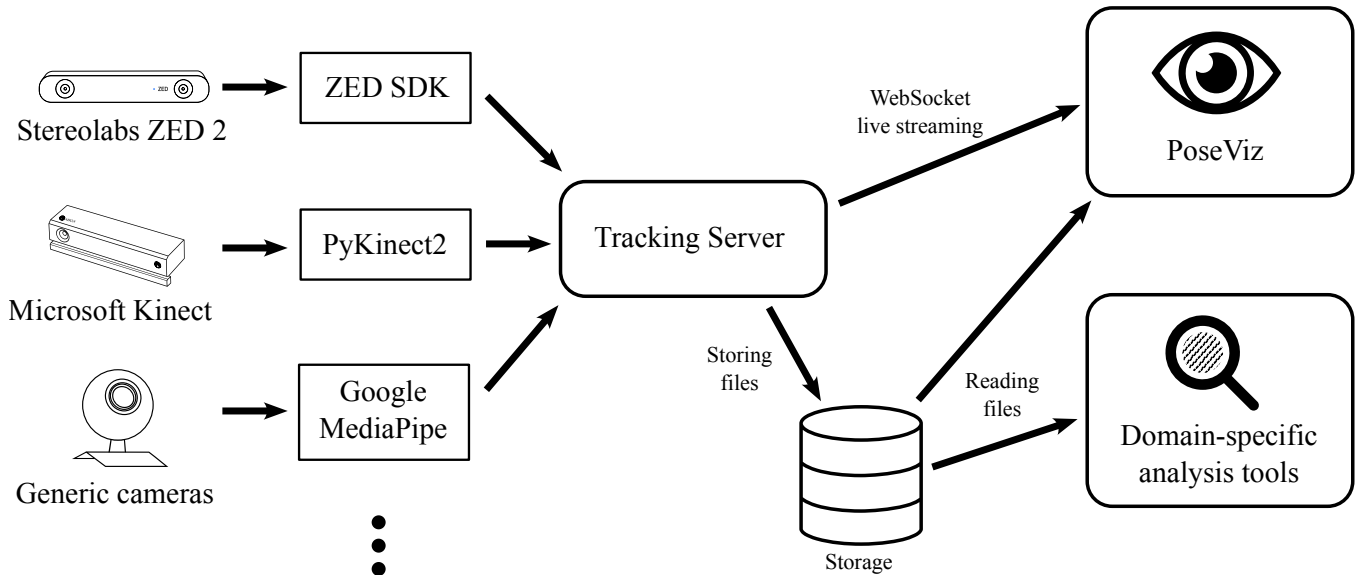 Stereolabs ZED 2
ZED
ZED SDK
Microsoft Kinect
PyKinect2
Generic cameras
Google
MediaPipe
Tracking Server
WebSocket
live streaming
PoseViz
Storing
files
Storage
Reading
files
Domain-specific
analysis tools